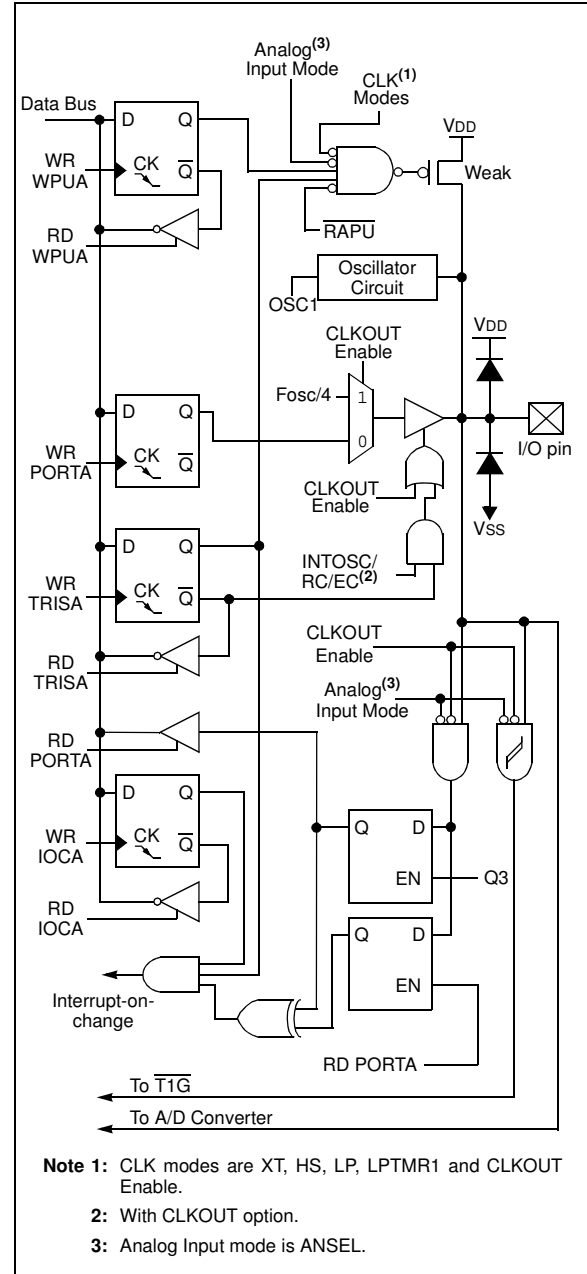 Analog(3)
Input Mode
CLK(1)
Modes
Data Bus
VDD
D Q
WR
WPUA
CK Q
Weak
RD
WPUA
RAPU
Oscillator
Circuit
OSC1
CLKOUT
Enable
VDD
Fosc/4
1
0
D Q
WR
PORTA
CK Q
I/O pin
CLKOUT
Enable
VSS
D Q
INTOSC/
RC/EC(2)
WR
TRISA
CK Q
CLKOUT
Enable
RD
TRISA
Analog(3)
Input Mode
RD
PORTA
D Q
WR
IOCA
CK Q
Q D
EN
Q3
RD
IOCA
Q D
EN
Interrupt-on-
change
RD PORTA
To T1G
To A/D Converter
Note 1: CLK modes are XT, HS, LP, LPTMR1 and CLKOUT
Enable.
2: With CLKOUT option.
3: Analog Input mode is ANSEL.